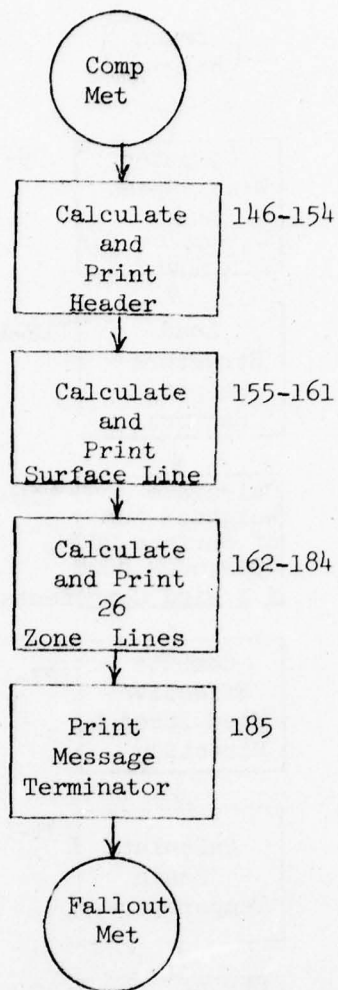 Comp
Met
Calculate
and
Print
Header
146-154
Calculate
and
Print
Surface Line
155-161
Calculate
and Print
26
Zone Lines
162-184
Print
Message
Terminator
185
Fallout
Met